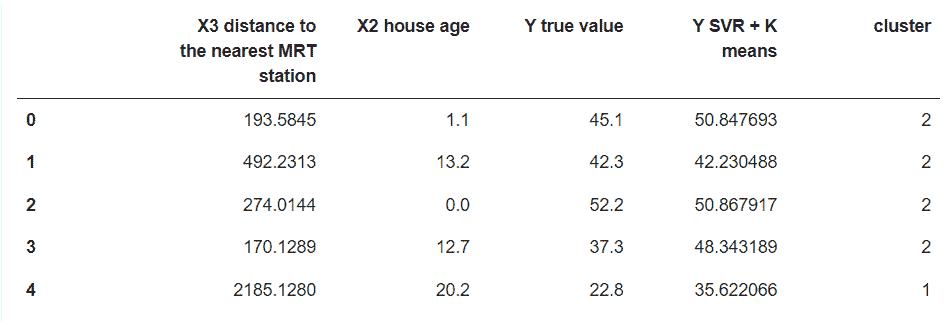 X3 distance to the nearest MRT station X2 house age Y true value Y SVR + K means cluster
0 193.5845 1.1 45.1 50.847693 2
1 492.2313 13.2 42.3 42.230488 2
2 274.0144 0.0 52.2 50.867917 2
3 170.1289 12.7 37.3 48.343189 2
4 2185.1280 20.2 22.8 35.622066 1